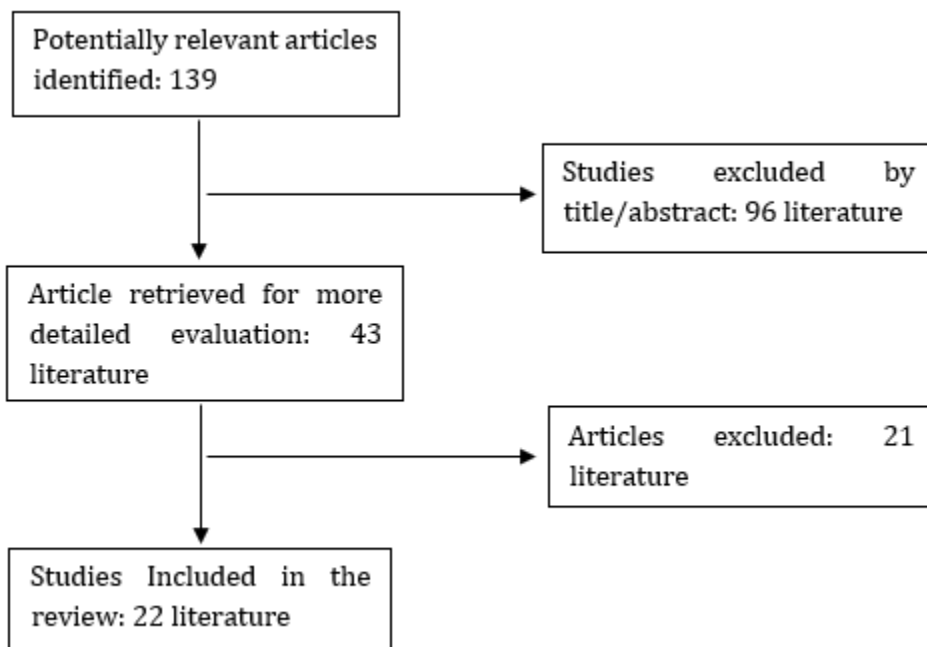 Potentially relevant articles
identified: 139
Studies excluded by
title/abstract: 96 literature
Article retrieved for more
detailed evaluation: 43
literature
Articles excluded: 21
literature
Studies Included in the
review: 22 literature